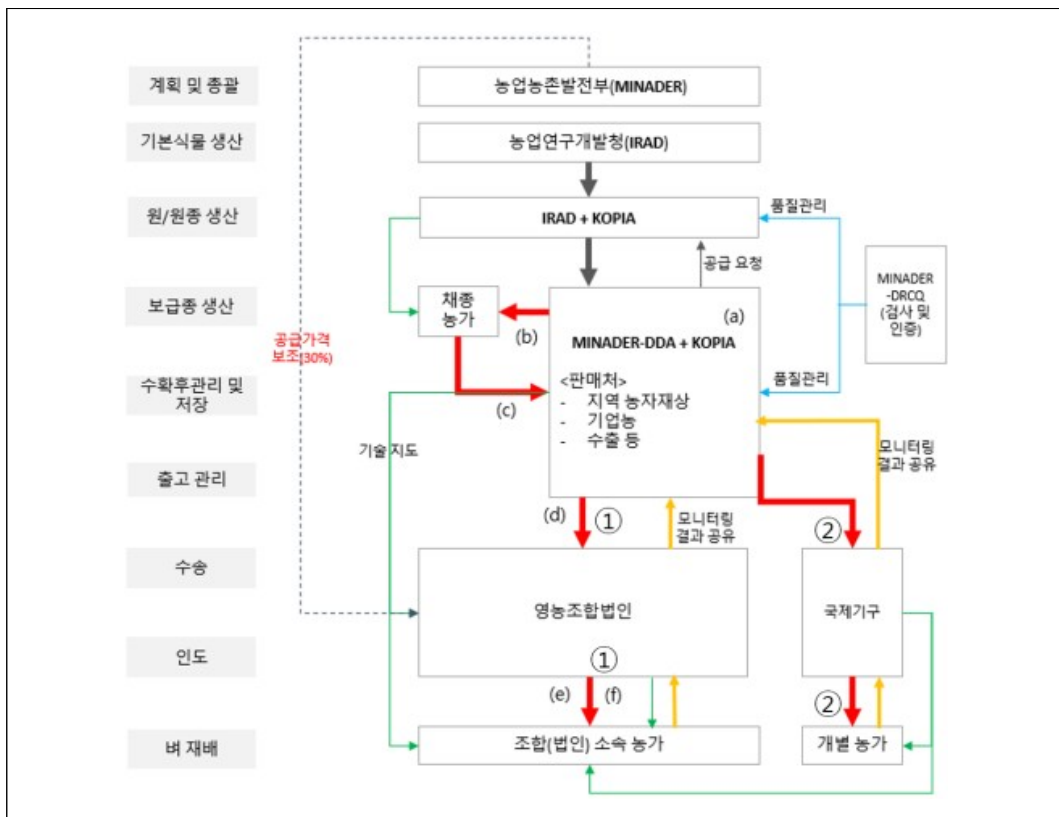 계획 및 총괄
농업농촌발전부(MINADER)
기본식물 생산
농업연구개발청(IRAD)
원/원종 생산
IRAD + KOPIA
품질관리
공급 요청
MINADER
-DRCQ
(검사 및
인증)
보급종 생산
채종
농가
(a)
(b)
MINADER-DDA + KOPIA
공급가격
보조(30%)
<판매처>
- 지역 농자재상
- 기업농
- 수출 등
품질관리
수확후관리 및
저장
(c)
기술 지도
모니터링
결과 공유
출고 관리
(d)
①
모니터링
결과 공유
②
수송
영농조합법인
국제기구
인도
①
(e)
(f)
②
벼 재배
조합(법인) 소속 농가
개별 농가